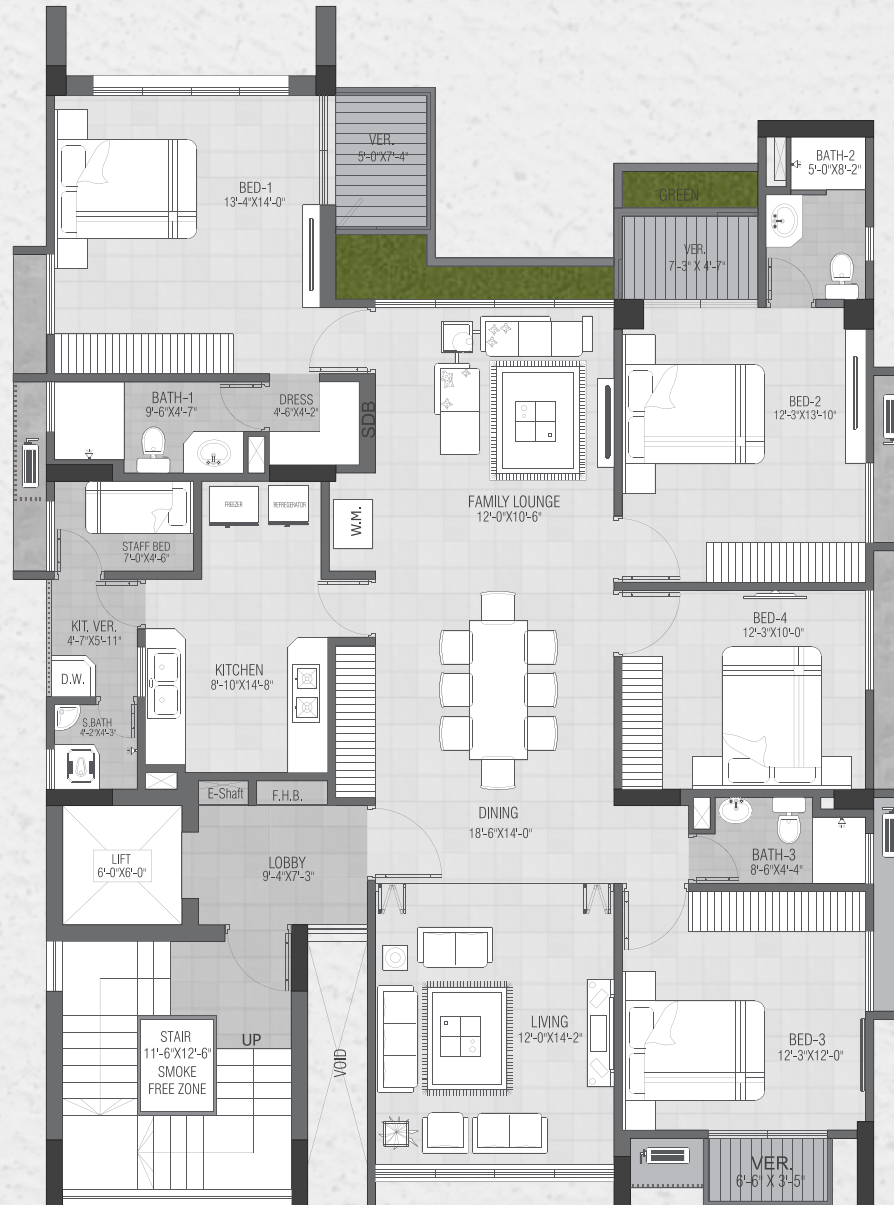 VER.
5'-0"X7'-4"
BATH-2
5'-0"X8'-2"
BED-1
13'-4"X14'-0"
GREEN
VER.
7'-3" X 4'-7"
BATH-1
9'-6"X4'-7"
DRESS
4'-6"X4'-2"
SDB
BED-2
12'-3"X13'-10"
FREEZER
REFRIGERATOR
W.M.
FAMILY LOUNGE
12'-0"X10'-6"
STAFF BED
7'-0"X4'-6"
KIT. VER.
4'-7"X5'-11"
BED-4
12'-3"X10'-0"
D.W.
KITCHEN
8'-10"X14'-8"
S.BATH
4'-2"X4'-3"
E-Shaft
F.H.B.
DINING
18'-6"X14'-0"
LIFT
6'-0"X6'-0"
LOBBY
9'-4"X7'-3"
BATH-3
8'-6"X4'-4"
LIVING
12'-0"X14'-2"
UP
STAIR
11'-6"X12'-6"
SMOKE
FREE ZONE
VOID
BED-3
12'-3"X12'-0"
VER.
6'-6" X 3'-5"